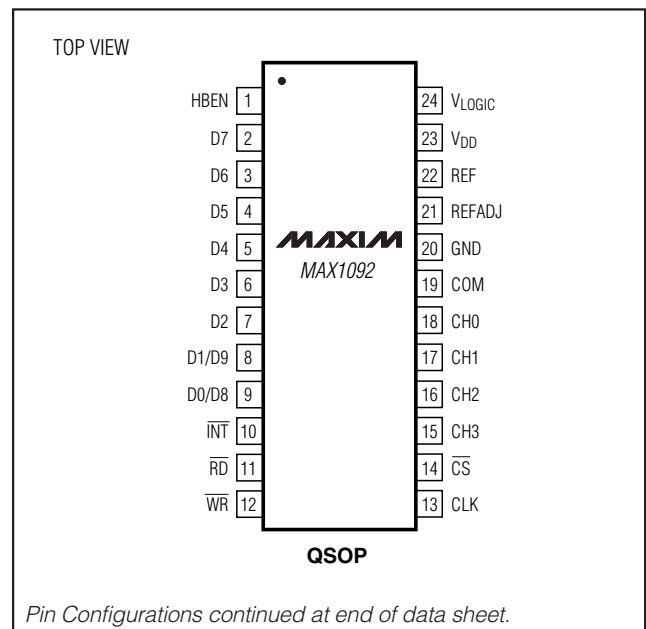 TOP VIEW
HBEN 1
D7 2
D6 3
D5 4
D4 5
D3 6
D2 7
D1/D9 8
D0/D8 9
INT 10
RD 11
WR 12
MAXIM
MAX1092
24 VLOGIC
23 VDD
22 REF
21 REFADJ
20 GND
19 COM
18 CH0
17 CH1
16 CH2
15 CH3
14 CS
13 CLK
QSOP
Pin Configurations continued at end of data sheet.